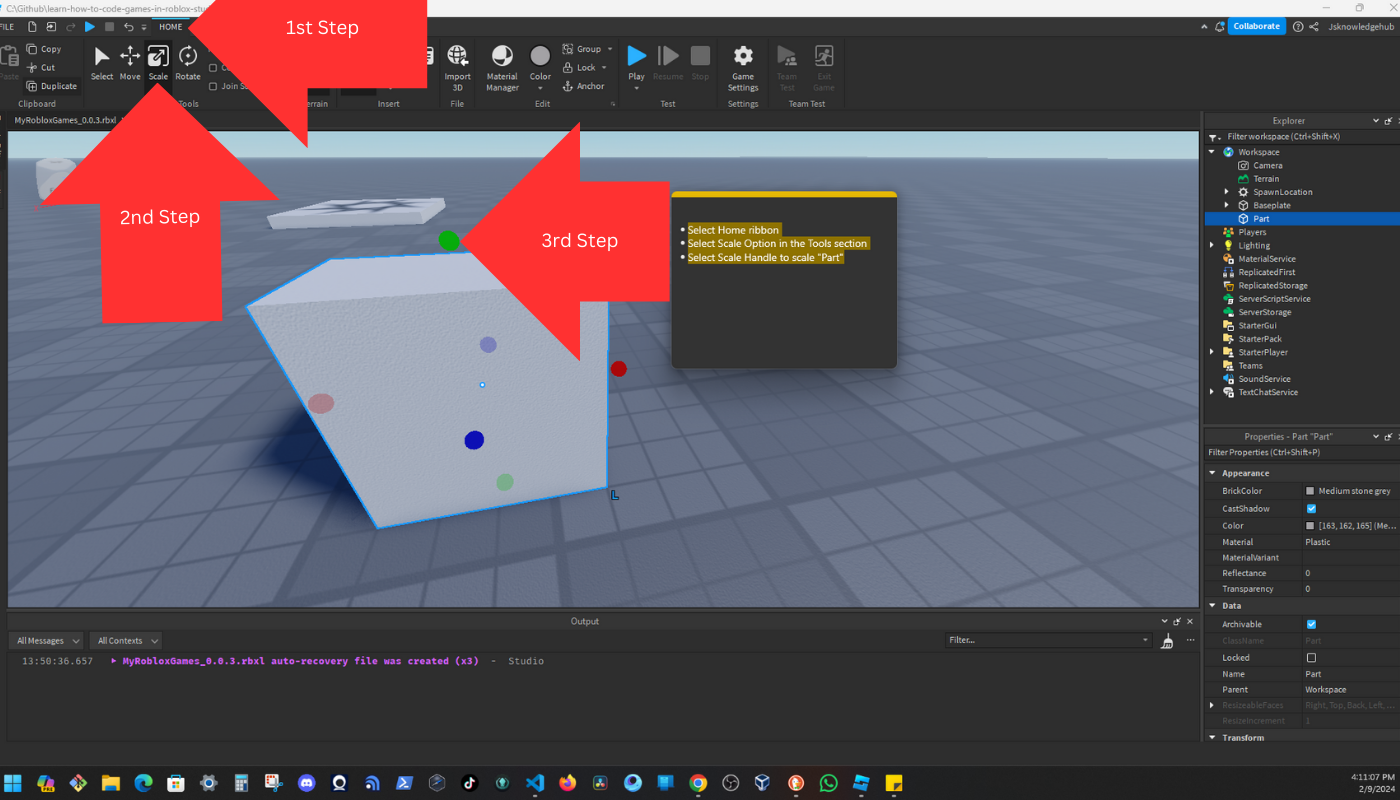 C:\Github\learn-how-to-code-games-in-roblox-stu
FILE
HOME
1st Step
Collaborate
Jsknowledgehub
Paste
Copy
Cut
Duplicate
Clipboard
Select
Move
Scale
Rotate
Insert
Import
3D
File
Material
Manager
Color
Group
Lock
Anchor
Edit
Play
Resume
Stop
Test
Game
Settings
Settings
Team
Test
Exit
Game
Team Test
MyRobloxGames_0.0.3.rbxl
2nd Step
3rd Step
• Select Home ribbon
• Select Scale Option in the Tools section
• Select Scale Handle to scale "Part"
L
Explorer
Filter workspace (Ctrl+Shift+X)
Workspace
Camera
Terrain
SpawnLocation
Baseplate
Part
Players
Lighting
MaterialService
ReplicatedFirst
ReplicatedStorage
ServerScriptService
ServerStorage
StarterGui
StarterPack
StarterPlayer
Teams
SoundService
TextChatService
Properties - Part "Part"
Filter Properties (Ctrl+Shift+P)
Appearance
BrickColor Medium stone grey
CastShadow
Color [163, 162, 165] (Me...
Material Plastic
MaterialVariant
Reflectance 0
Transparency 0
Data
Archivable
ClassName Part
Locked
Name Part
Parent Workspace
ResizeableFaces Right, Top, Back, Left, ...
ResizeIncrement 1
Transform
Output
All Messages
All Contexts
Filter...
13:50:36.657 MyRobloxGames_0.0.3.rbxl auto-recovery file was created (x3) - Studio
4:11:07 PM
2/9/2024